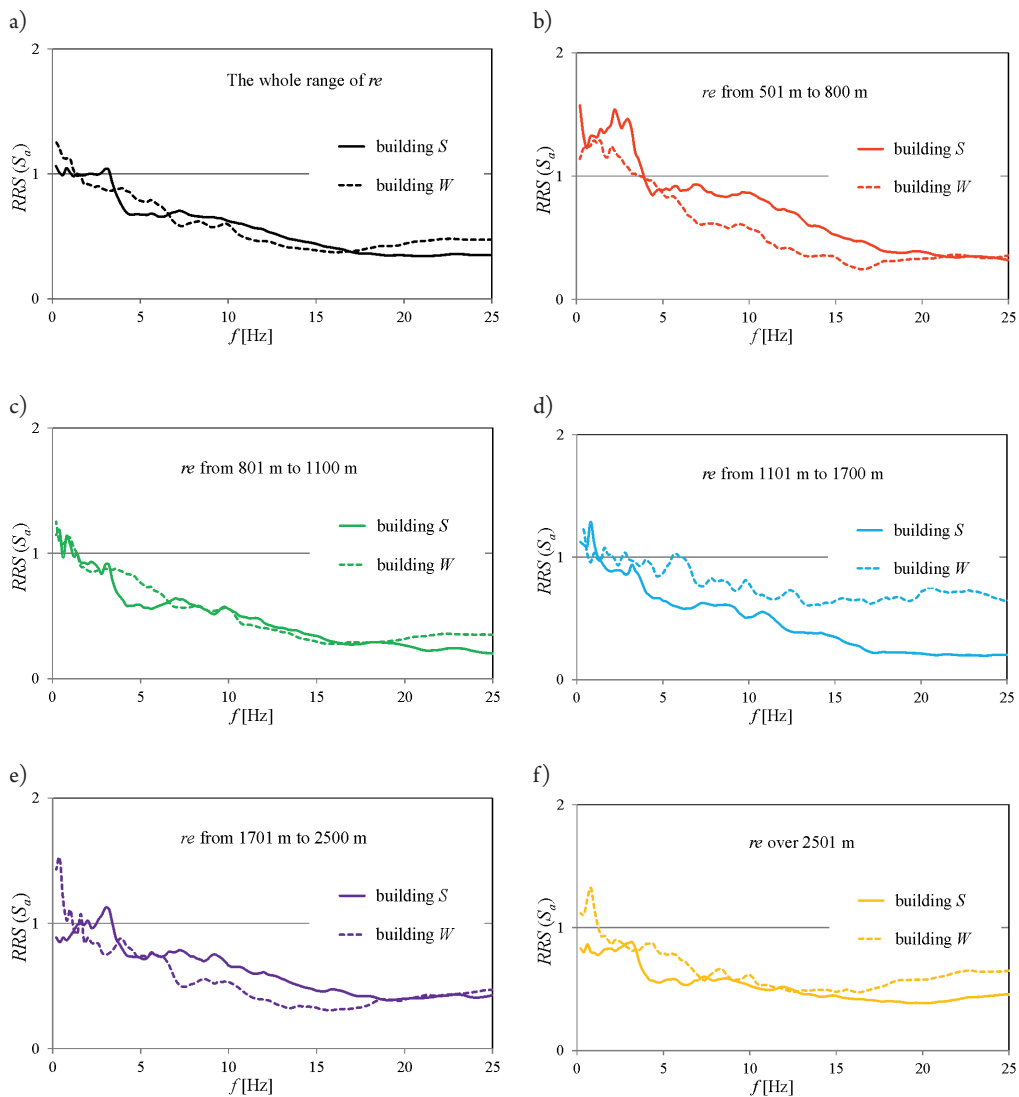 a)
2
The whole range of re
building S
building W
1
RRS (Sa)
0
0 5 10 15 20 25
f [Hz]
b)
2
re from 501 m to 800 m
building S
building W
1
RRS (Sa)
0
0 5 10 15 20 25
f [Hz]
c)
2
re from 801 m to 1100 m
building S
building W
1
RRS (Sa)
0
0 5 10 15 20 25
f [Hz]
d)
2
re from 1101 m to 1700 m
building S
building W
1
RRS (Sa)
0
0 5 10 15 20 25
f [Hz]
e)
2
re from 1701 m to 2500 m
building S
building W
1
RRS (Sa)
0
0 5 10 15 20 25
f [Hz]
f)
2
re over 2501 m
building S
building W
1
RRS (Sa)
0
0 5 10 15 20 25
f [Hz]